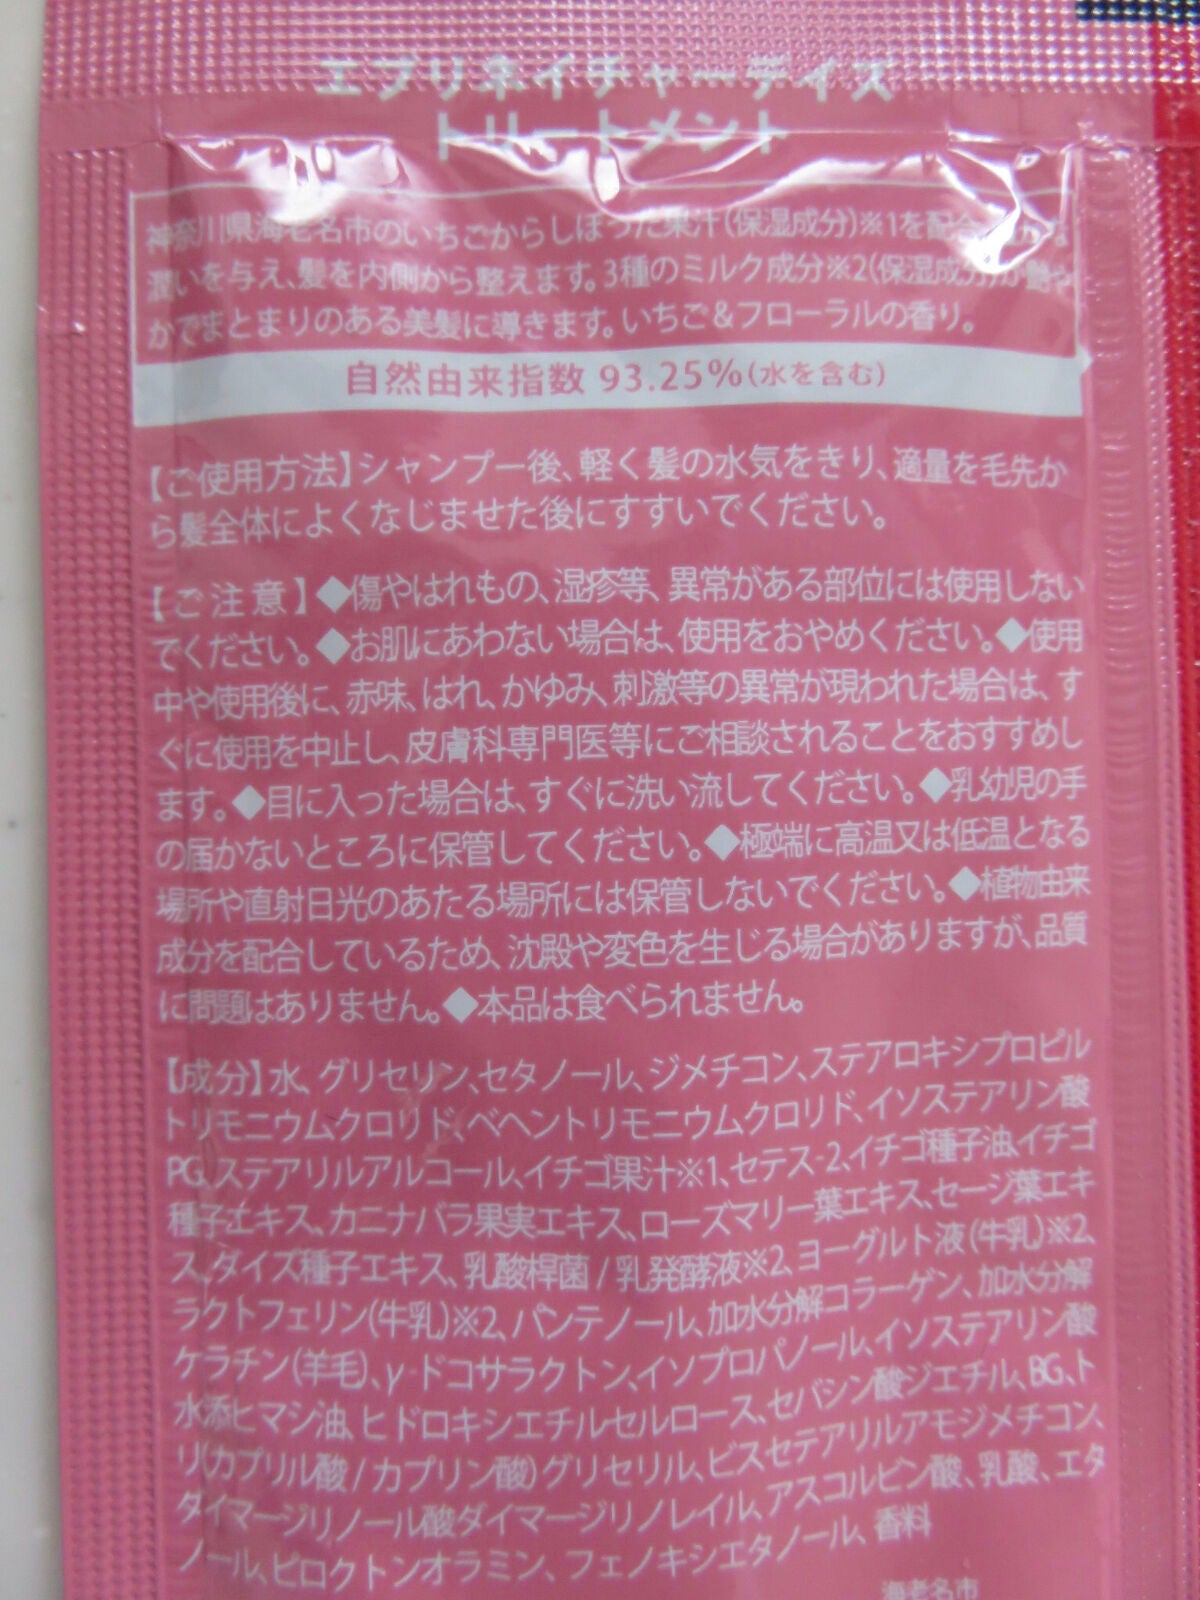 エブリネイチャーデイズ
トリートメント
神奈川県海老名市のいちごからしぼった果汁(保湿成分)※1を配合
潤いを与え、髪を内側から整えます。3種のミルク成分※2(保湿成分)が艶や
かでまとまりのある美髪に導きます。いちご&フローラルの香り。
自然由来指数 93.25%(水を含む)
【ご使用方法】シャンプー後、軽く髪の水気をきり、適量を毛先か
ら髪全体によくなじませた後にすすいでください。
【ご注意】◆傷やはれもの、湿疹等、異常がある部位には使用しない
でください。◆お肌にあわない場合は、使用をおやめください。◆使用
中や使用後に、赤味、はれ、かゆみ、刺激等の異常が現われた場合は、す
ぐに使用を中止し、皮膚科専門医等にご相談されることをおすすめし
ます。◆目に入った場合は、すぐに洗い流してください。◆乳幼児の手
の届かないところに保管してください。◆極端に高温又は低温となる
場所や直射日光のあたる場所には保管しないでください。◆植物由来
成分を配合しているため、沈殿や変色を生じる場合がありますが、品質
に問題はありません。◆本品は食べられません。
【成分】水、グリセリン、セタノール、ジメチコン、ステアロキシプロピル
トリモニウムクロリド、ベヘントリモニウムクロリド、イソステアリン酸
PG、ステアリルアルコール、イチゴ果汁※1、セテス-2、イチゴ種子油、イチゴ
種子エキス、カニナバラ果実エキス、ローズマリー葉エキス、セージ葉エキ
ス、ダイズ種子エキス、乳酸桿菌/乳発酵液※2、ヨーグルト液(牛乳)※2、
ラクトフェリン(牛乳)※2、パンテノール、加水分解コラーゲン、加水分解
ケラチン(羊毛)、γ-ドコサラクトン、イソプロパノール、イソステアリン酸
水添ヒマシ油、ヒドロキシエチルセルロース、セバシン酸ジエチル、BG、ト
リ(カプリル酸/カプリン酸)グリセリル、ビスセテアリルアモジメチコン、
ダイマージリノール酸ダイマージリノレイル、アスコルビン酸、乳酸、エタ
ノール、ピロクトンオラミン、フェノキシエタノール、香料
海老名市